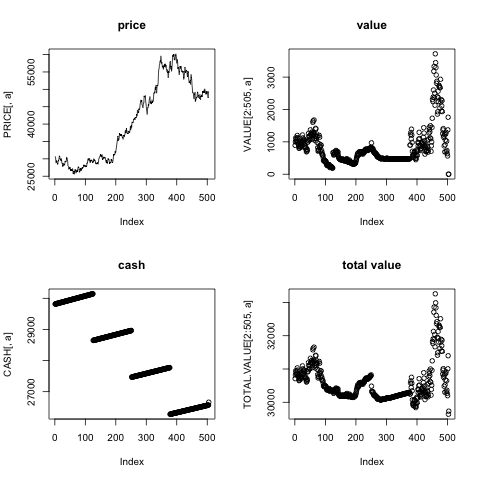 price
PRICE[, a]
25000 40000 55000
0 100 200 300 400 500
Index
value
VALUE[2:505, a]
0 1000 2000 3000
0 100 200 300 400 500
Index
cash
CASH[, a]
27000 29000
0 100 200 300 400 500
Index
total value
TOTAL.VALUE[2:505, a]
30000 32000
0 100 200 300 400 500
Index